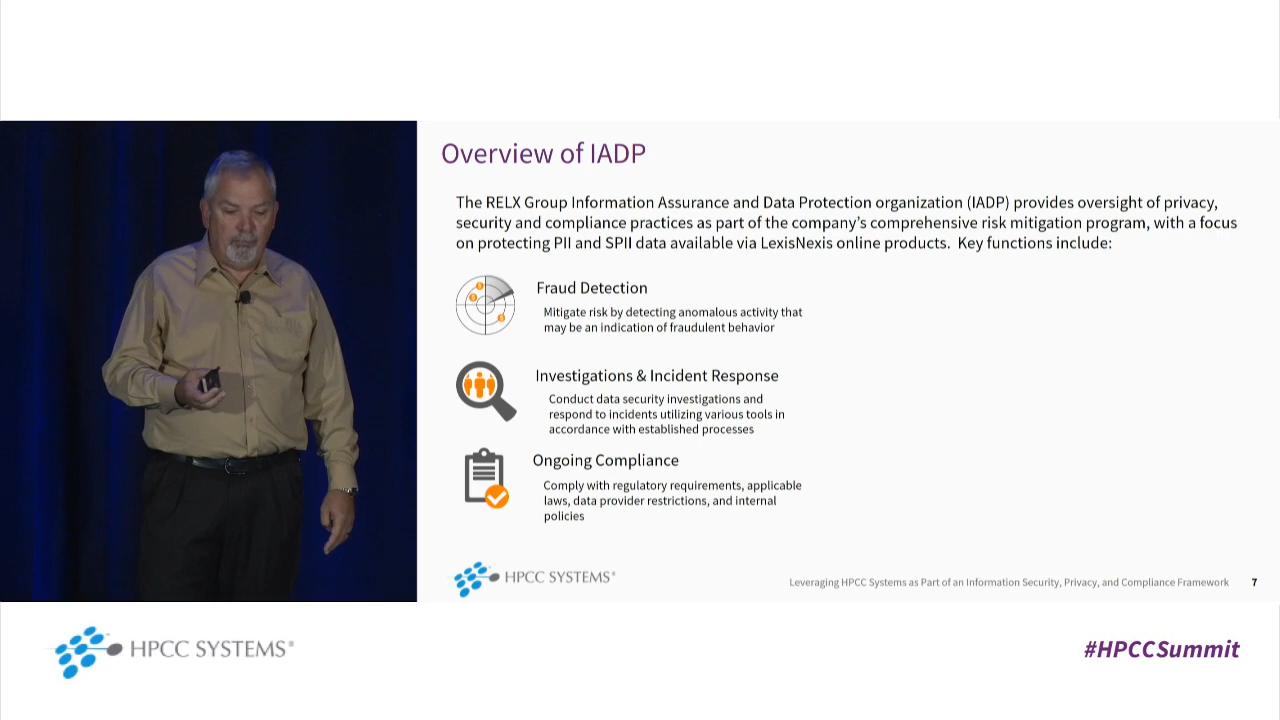 Overview of IADP
The RELX Group Information Assurance and Data Protection organization (IADP) provides oversight of privacy,
security and compliance practices as part of the company's comprehensive risk mitigation program, with a focus
on protecting PII and SPII data available via LexisNexis online products. Key functions include:
Fraud Detection
Mitigate risk by detecting anomalous activity that
may be an indication of fraudulent behavior
Investigations & Incident Response
Conduct data security investigations and
respond to incidents utilizing various tools in
accordance with established processes
Ongoing Compliance
Comply with regulatory requirements, applicable
laws, data provider restrictions, and internal
policies
HPCC SYSTEMS®
Leveraging HPCC Systems as Part of an Information Security, Privacy, and Compliance Framework 7
HPCC SYSTEMS®
#HPCCSummit